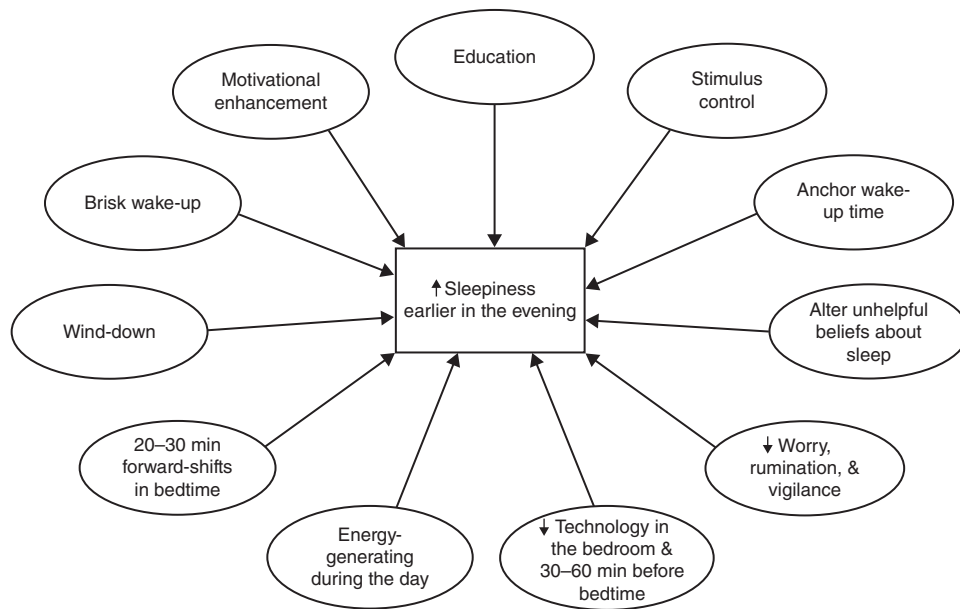 Education
Motivational
enhancement
Stimulus
control
Brisk wake-up
Anchor wake-
up time
↑ Sleepiness
earlier in the evening
Wind-down
Alter unhelpful
beliefs about
sleep
20–30 min
forward-shifts
in bedtime
↓ Worry,
rumination, &
vigilance
Energy-
generating
during the day
↓ Technology in
the bedroom &
30–60 min before
bedtime